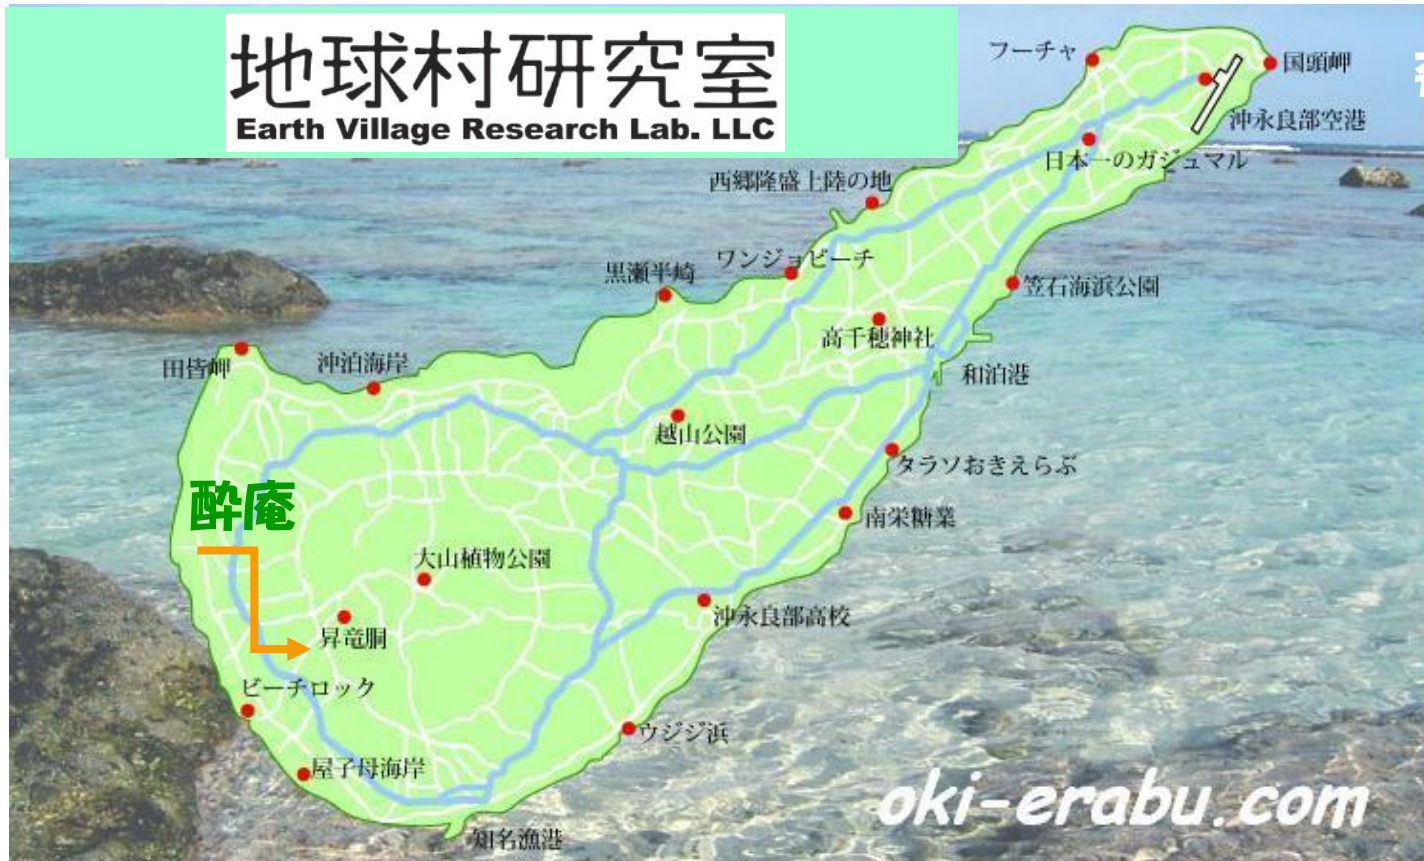 地球村研究室
Earth Village Research Lab. LLC
フーチャ
国頭岬
沖永良部空港
日本一のガジュマル
西郷隆盛上陸の地
ワンジョビーチ
黒瀬半崎
笠石海浜公園
高千穂神社
田皆岬
沖泊海岸
和泊港
越山公園
タラソおきえらぶ
酔庵
南栄糖業
大山植物公園
沖永良部高校
昇竜胴
ビーチロック
ウジジ浜
屋子母海岸
oki-erabu.com
知名漁港